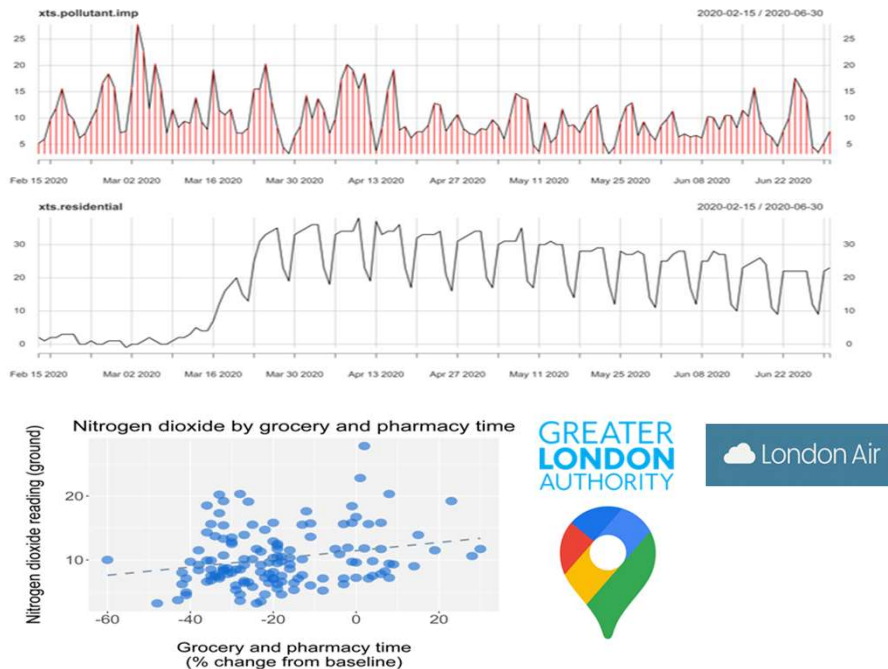 xts.pollutant.imp 2020-02-15 / 2020-06-30
25 25
20 20
15 15
10 10
5 5
Feb 15 2020 Mar 02 2020 Mar 16 2020 Mar 30 2020 Apr 13 2020 Apr 27 2020 May 11 2020 May 25 2020 Jun 08 2020 Jun 22 2020
xts.residential 2020-02-15 / 2020-06-30
30 30
20 20
10 10
0 0
Feb 15 2020 Mar 02 2020 Mar 16 2020 Mar 30 2020 Apr 13 2020 Apr 27 2020 May 11 2020 May 25 2020 Jun 08 2020 Jun 22 2020
Nitrogen dioxide by grocery and pharmacy time
Nitrogen dioxide reading (ground)
20
10
-60 -40 -20 0 20
Grocery and pharmacy time
(% change from baseline)
GREATER
LONDON
AUTHORITY
London Air